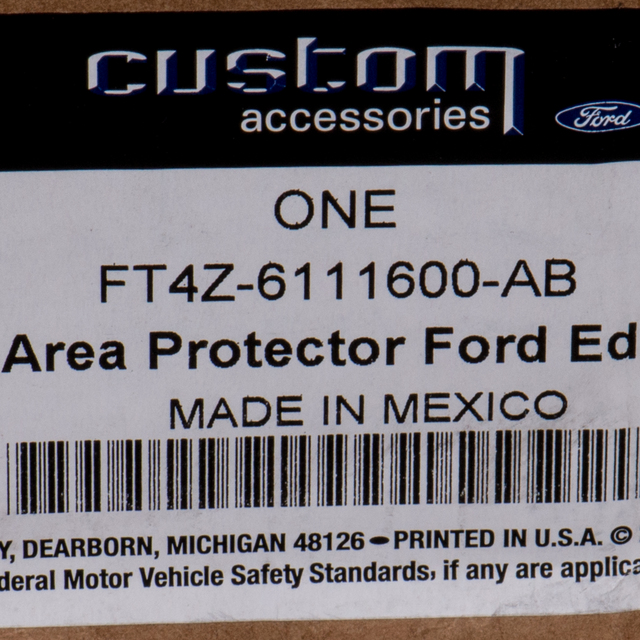 custom
accessories
Ford
ONE
FT4Z-6111600-AB
Area Protector Ford Ed
MADE IN MEXICO
Y, DEARBORN, MICHIGAN 48126-PRINTED IN U.S.A. ©
deral Motor Vehicle Safety Standards, if any are applica